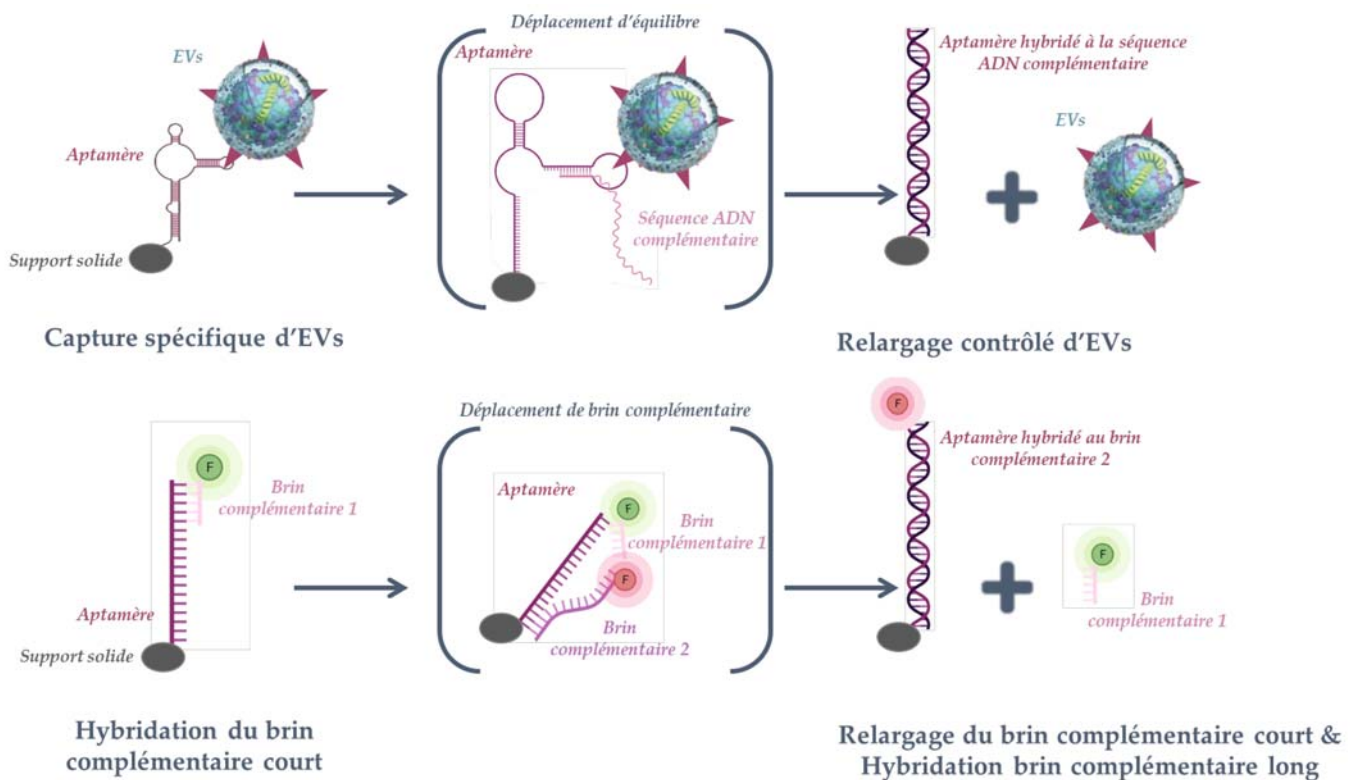 Déplacement d'équilibre
EVs
Aptamère
Support solide
Aptamère
Séquence ADN
complémentaire
Aptamère hybridé à la séquence
ADN complémentaire
EVs
Capture spécifique d'EVs
Relargage contrôlé d'EVs
F
Brin
complémentaire 1
Aptamère
Support solide
Déplacement de brin complémentaire
Aptamère
F
Brin
complémentaire 1
F
Brin
complémentaire 2
F
Aptamère hybridé au brin
complémentaire 2
F
Brin
complémentaire 1
Hybridation du brin
complémentaire court
Relargage du brin complémentaire court &
Hybridation brin complémentaire long